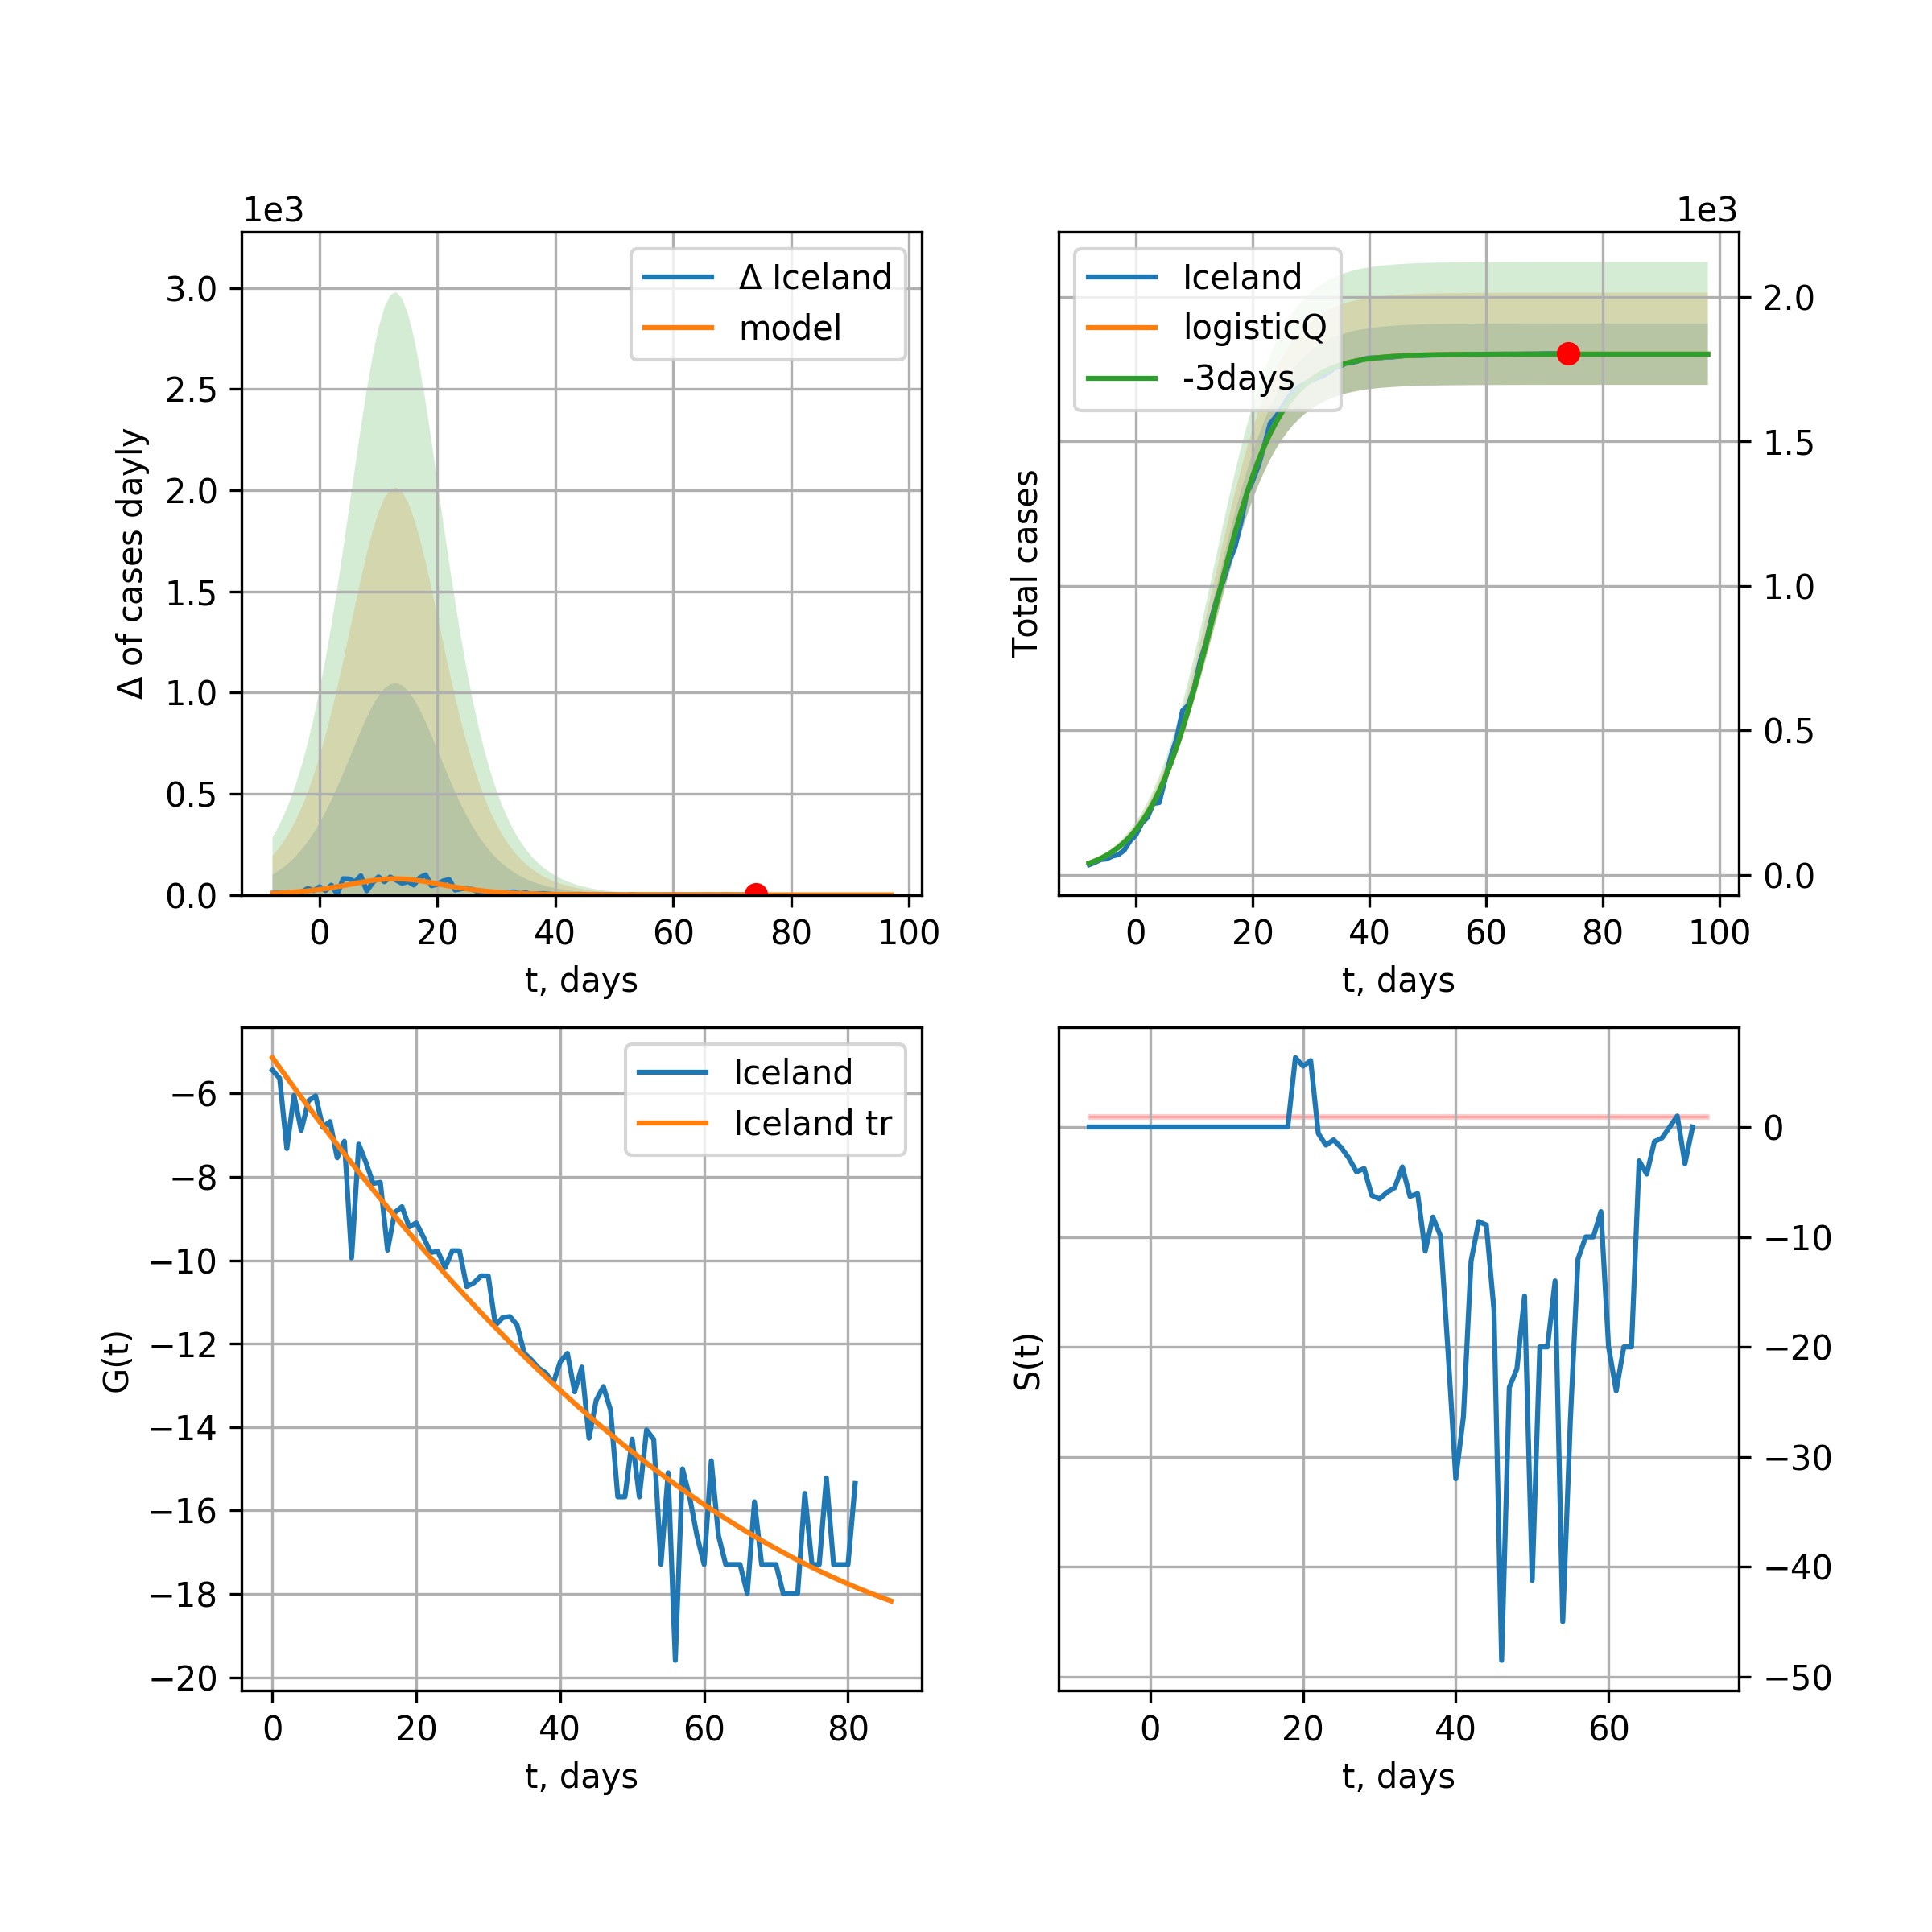 1e3
Δ of cases dayly
3.0
2.5
2.0
1.5
1.0
0.5
0.0
Δ Iceland
model
0 20 40 60 80 100
t, days
1e3
Total cases
Iceland
logisticQ
-3days
2.0
1.5
1.0
0.5
0.0
0 20 40 60 80 100
t, days
G(t)
−6
−8
−10
−12
−14
−16
−18
−20
Iceland
Iceland tr
0 20 40 60 80
t, days
S(t)
0
−10
−20
−30
−40
−50
0 20 40 60
t, days